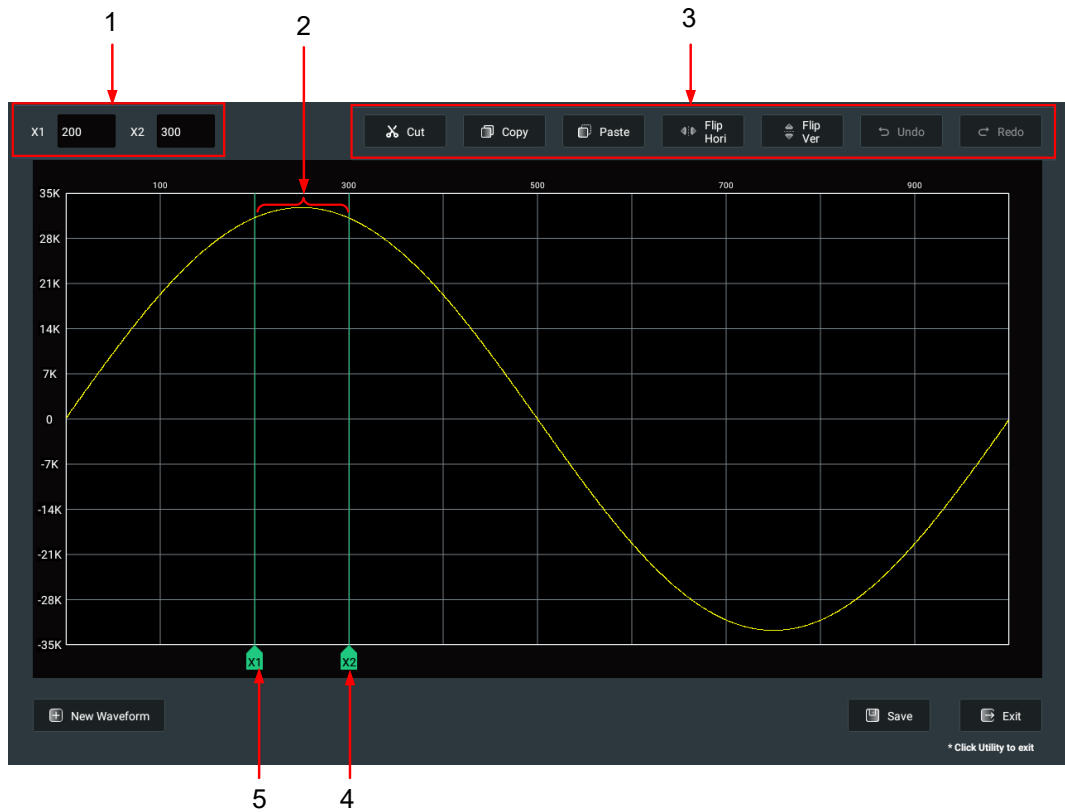 1 2 3
X1 200 X2 300 Cut Copy Paste Flip Hori Flip Ver Undo Redo
100 300 500 700 900
35K
28K
21K
14K
7K
0
-7K
-14K
-21K
-28K
-35K
X1 X2
New Waveform Save Exit
* Click Utility to exit
5 4